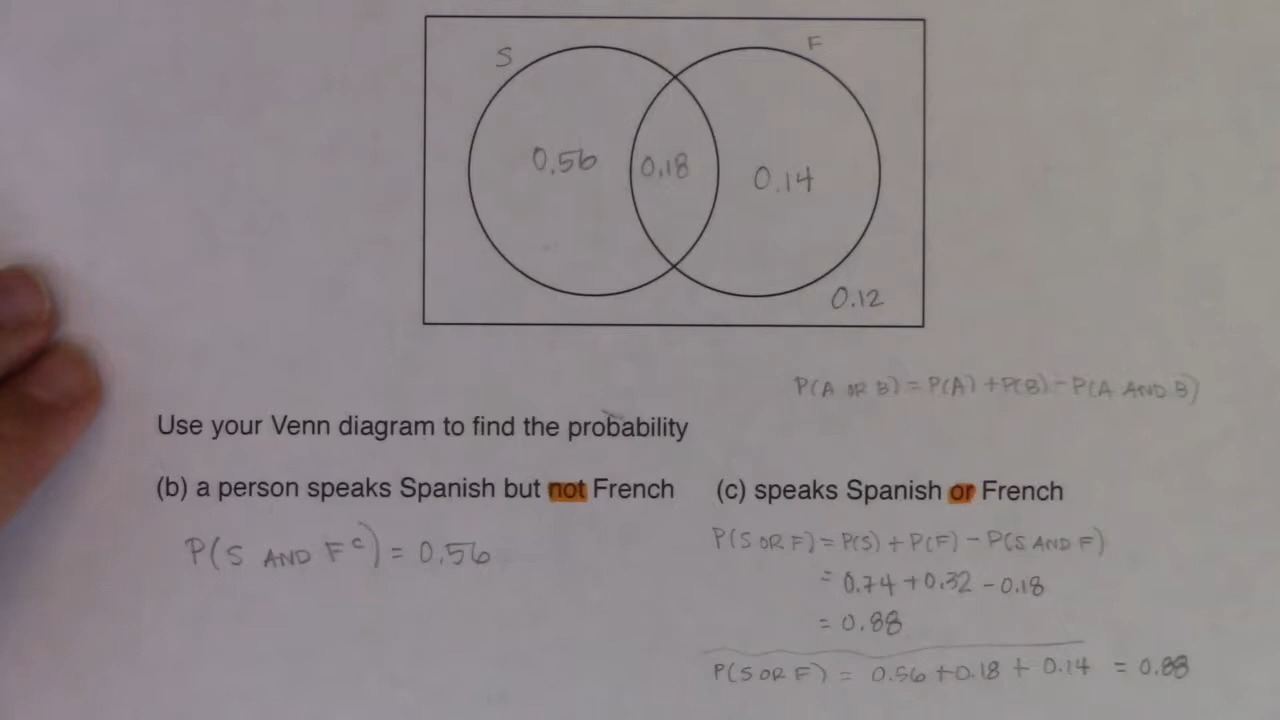 S
F
0.56
0.18
0.14
0.12
P(A OR B) = P(A) + P(B) - P(A AND B)
Use your Venn diagram to find the probability
(b) a person speaks Spanish but not French
P(S AND Fᶜ) = 0.56
(c) speaks Spanish or French
P(S OR F) = P(S) + P(F) - P(S AND F)
= 0.74 + 0.32 - 0.18
= 0.88
P(S OR F) = 0.56 + 0.18 + 0.14 = 0.88